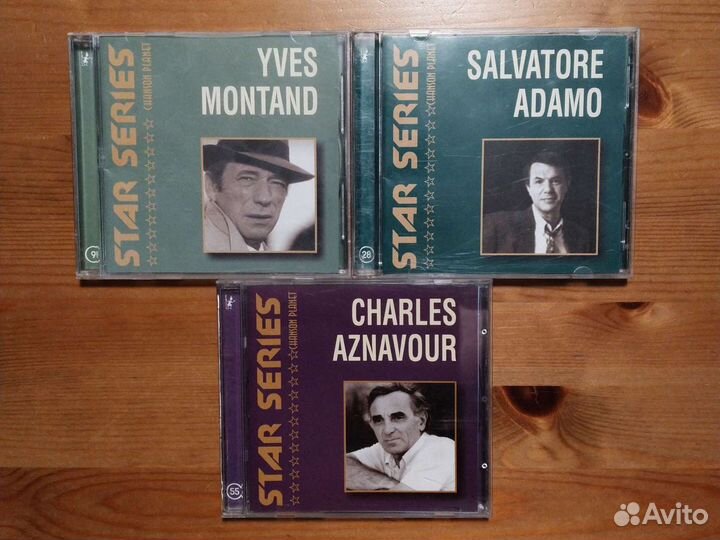 STAR SERIES
CHANSON PLANET
YVES
MONTAND
STAR SERIES
CHANSON PLANET
SALVATORE
ADAMO
28
STAR SERIES
CHANSON PLANET
CHARLES
AZNAVOUR
55
Avito